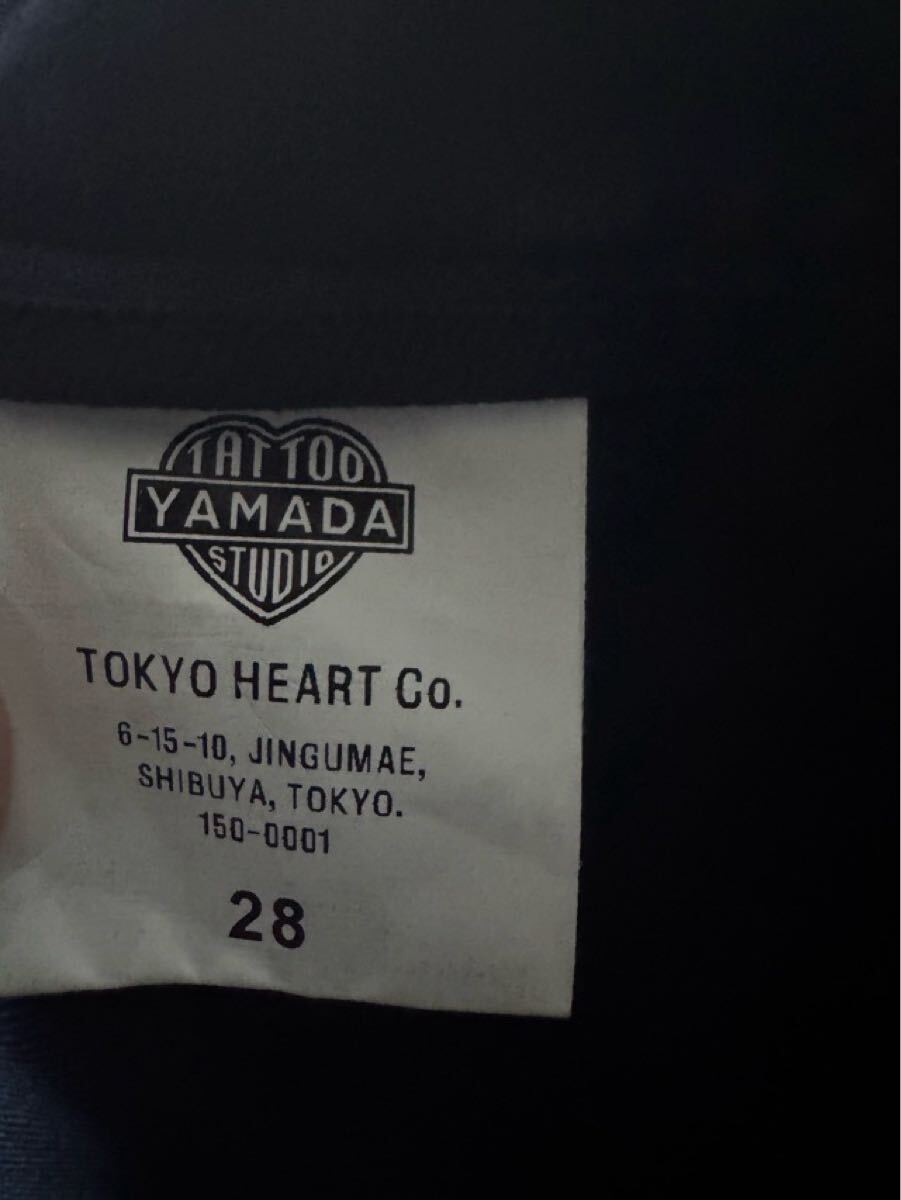 TATTOO
YAMADA
STUDIO
TOKYO HEART Co.
6-15-10, JINGUMAE,
SHIBUYA, TOKYO.
150-0001
28